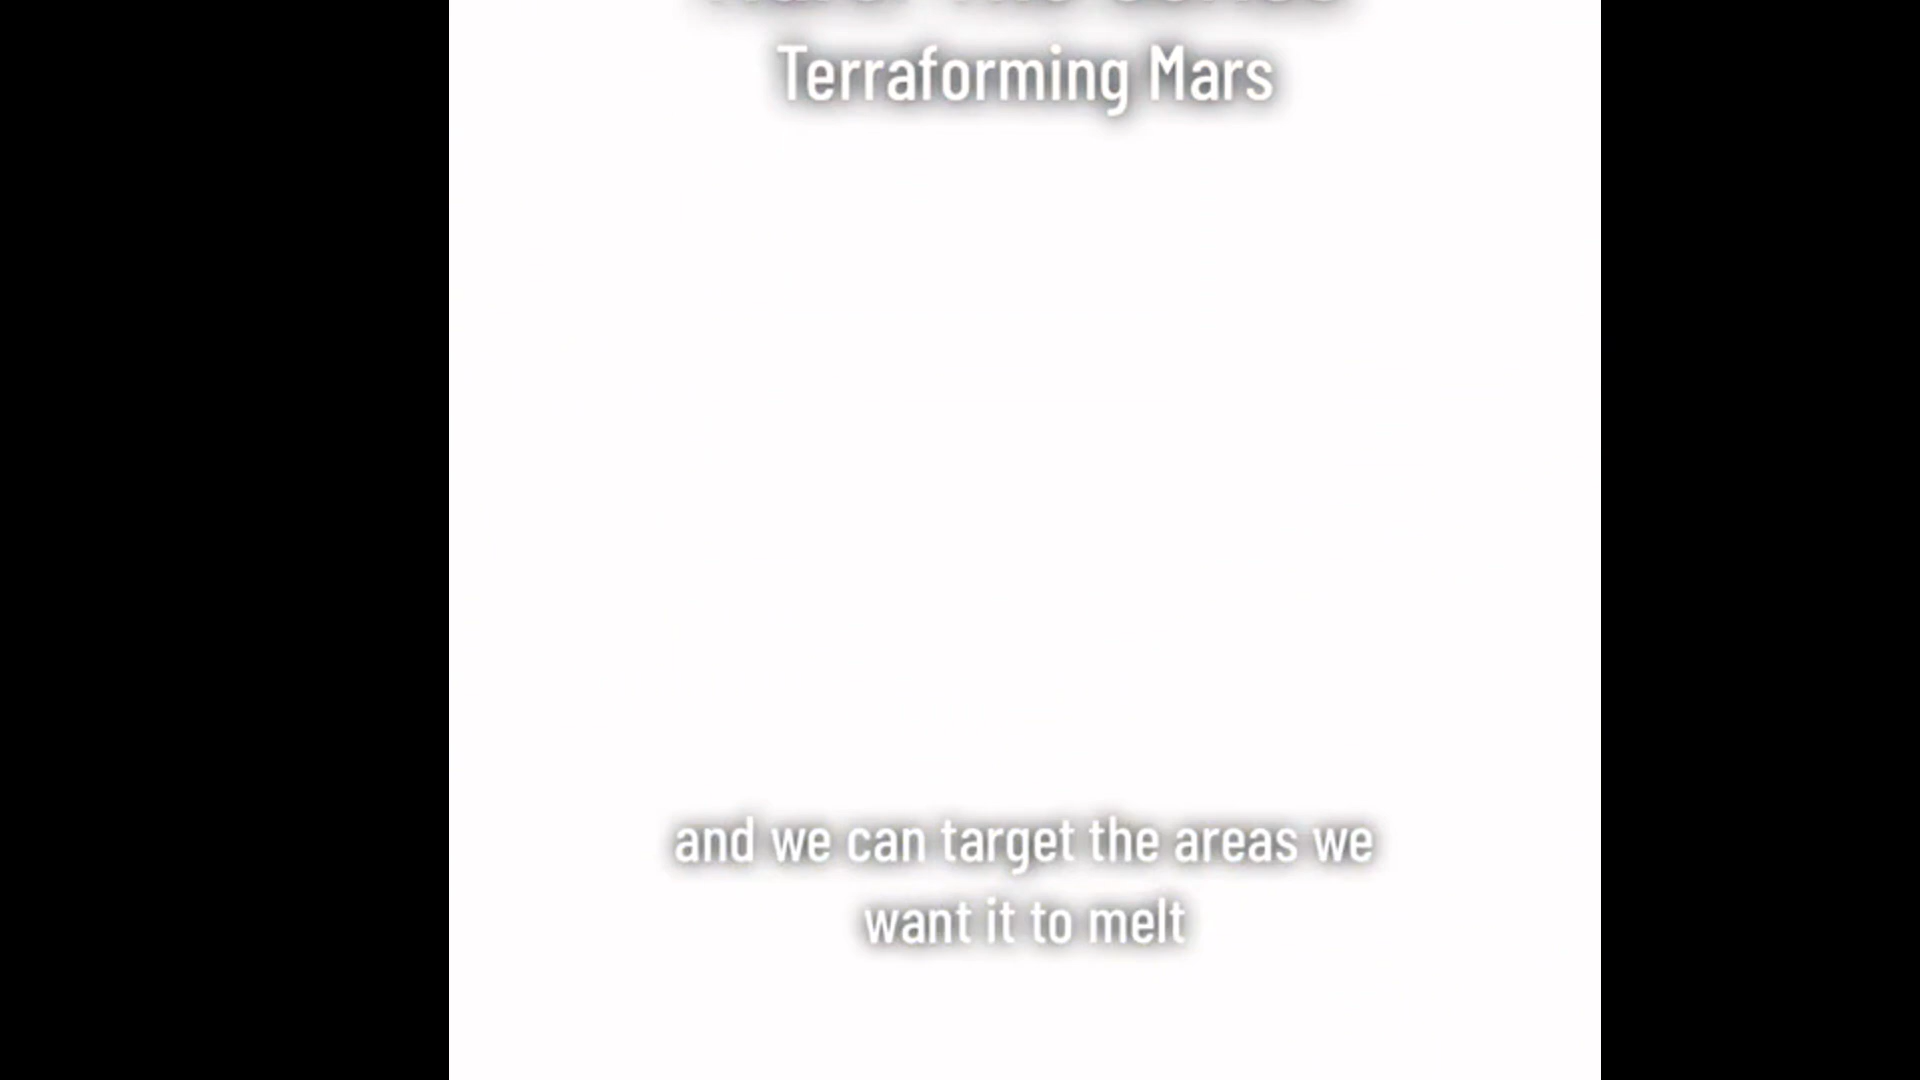 Terraforming Mars
and we can target the areas we
want it to melt